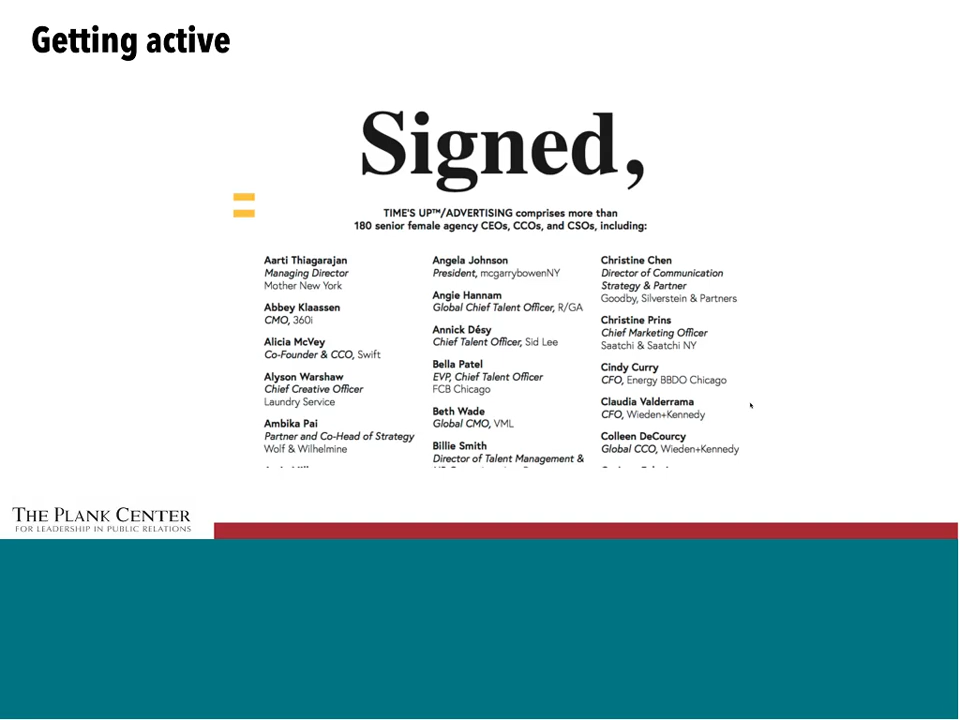 Getting active
Signed,
TIME'S UP™/ADVERTISING comprises more than
180 senior female agency CEOs, CCOs, and CSOs, including:
Aarti Thiagarajan
Managing Director
Mother New York
Abbey Klaassen
CMO, 360i
Alicia McVey
Co-Founder & CCO, Swift
Alyson Warshaw
Chief Creative Officer
Laundry Service
Ambika Pai
Partner and Co-Head of Strategy
Wolf & Wilhelmine
Angela Johnson
President, mcgarrybowenNY
Angie Hannam
Global Chief Talent Officer, R/GA
Annick Désy
Chief Talent Officer, Sid Lee
Bella Patel
EVP, Chief Talent Officer
FCB Chicago
Beth Wade
Global CMO, VML
Billie Smith
Director of Talent Management &
Christine Chen
Director of Communication
Strategy & Partner
Goodby, Silverstein & Partners
Christine Prins
Chief Marketing Officer
Saatchi & Saatchi NY
Cindy Curry
CFO, Energy BBDO Chicago
Claudia Valderrama
CFO, Wieden+Kennedy
Colleen DeCourcy
Global CCO, Wieden+Kennedy
THE PLANK CENTER
FOR LEADERSHIP IN PUBLIC RELATIONS